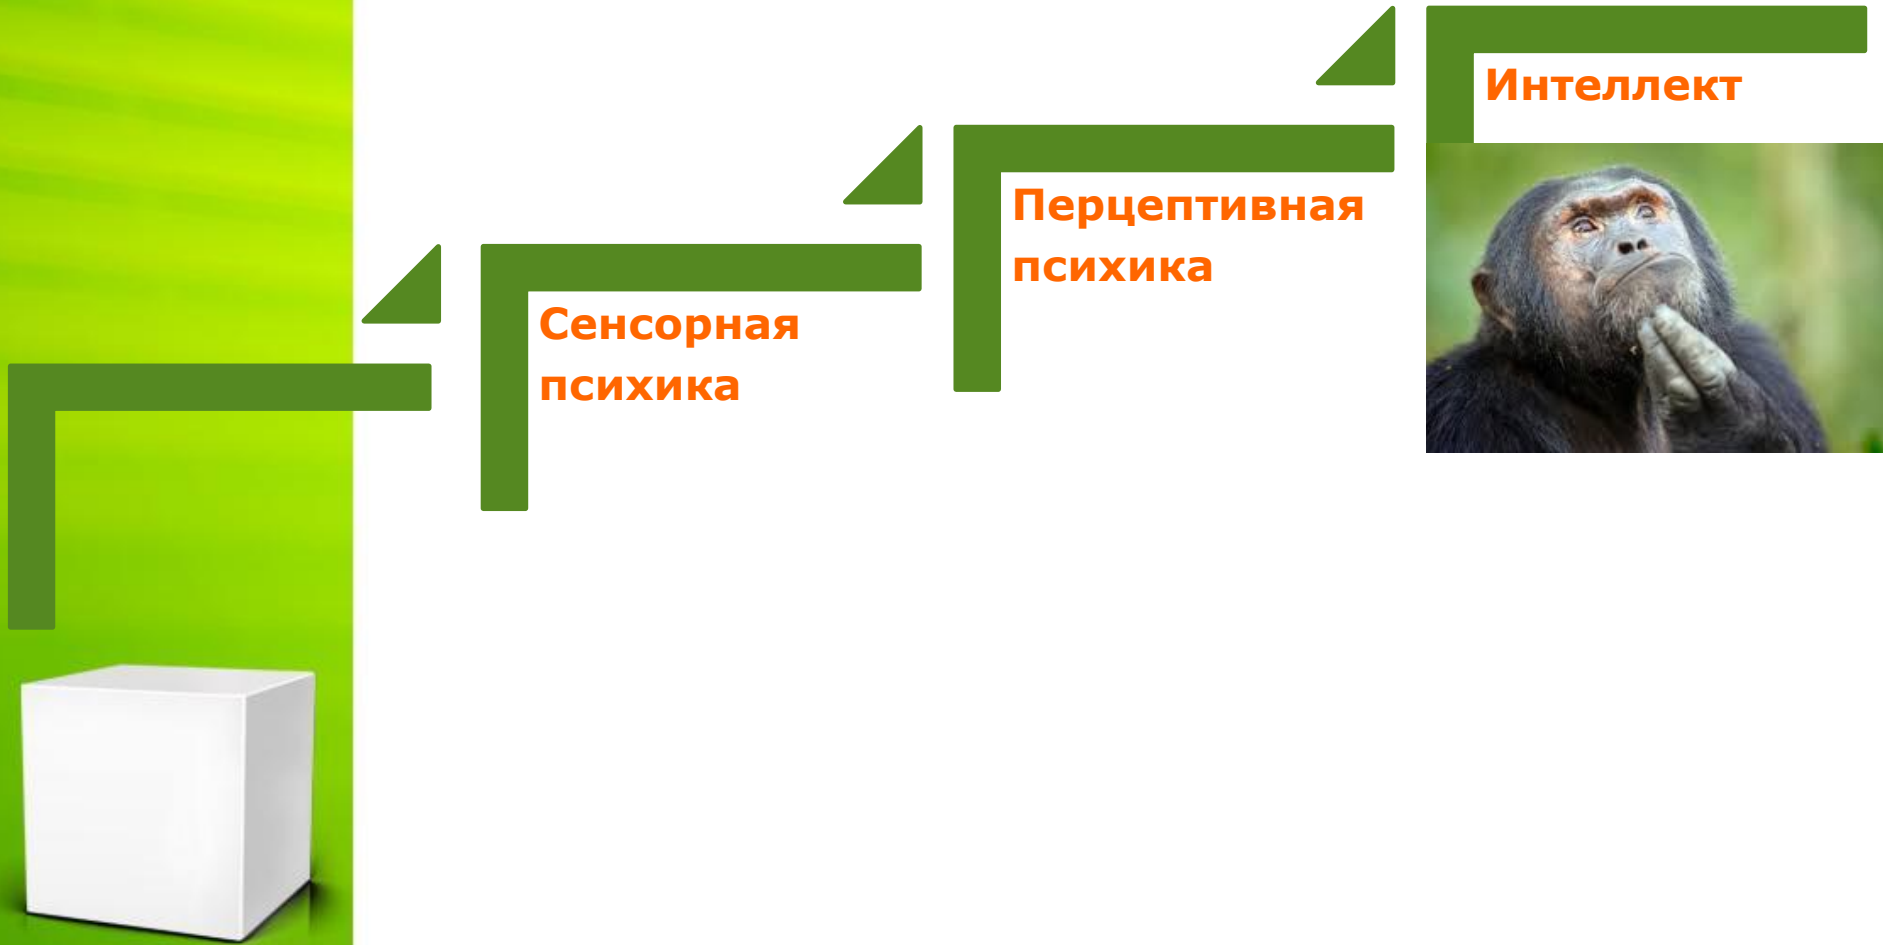 Интеллект
Перцептивная
психика
Сенсорная
психика